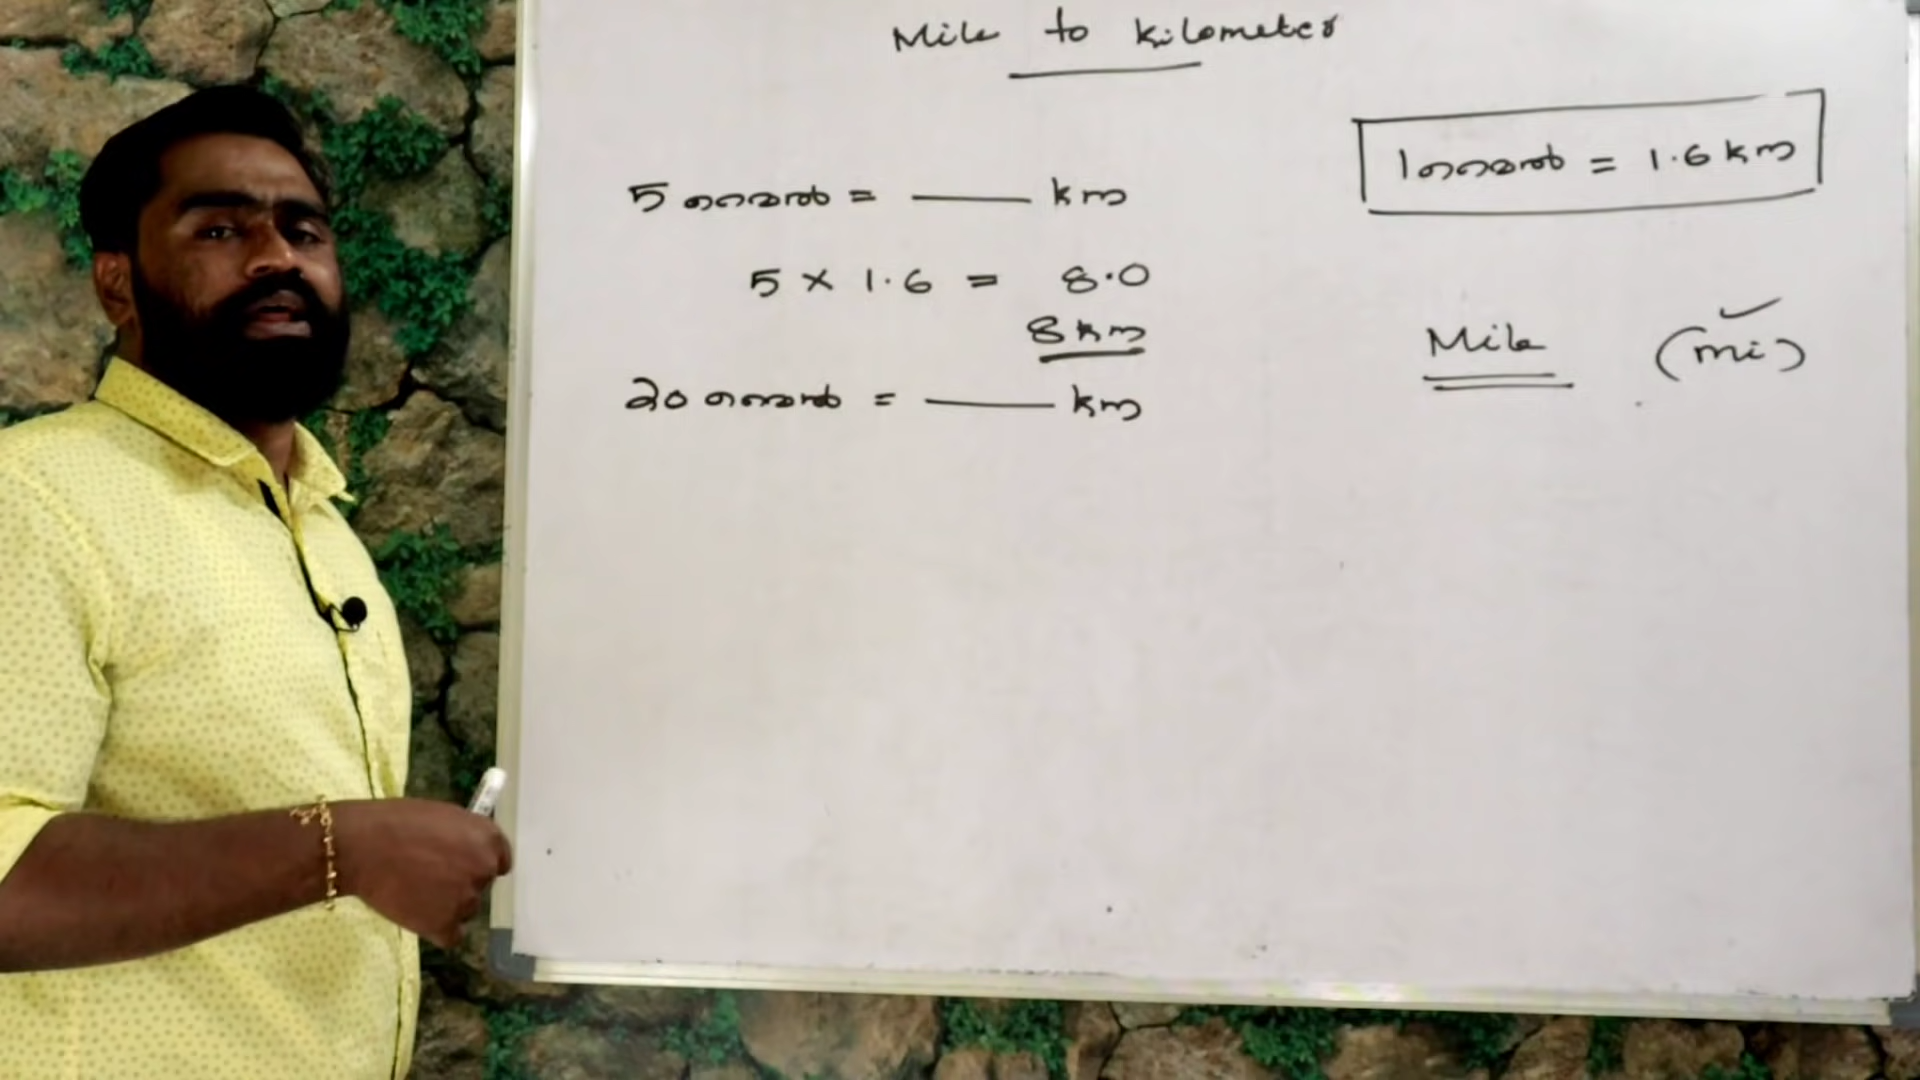 Mile to kilometer
1 മൈൽ = 1.6 km
5 മൈൽ = ____ km
5 × 1.6 = 8.0
8 km
Mile (mi) ✓
20 മൈൽ = ____ km